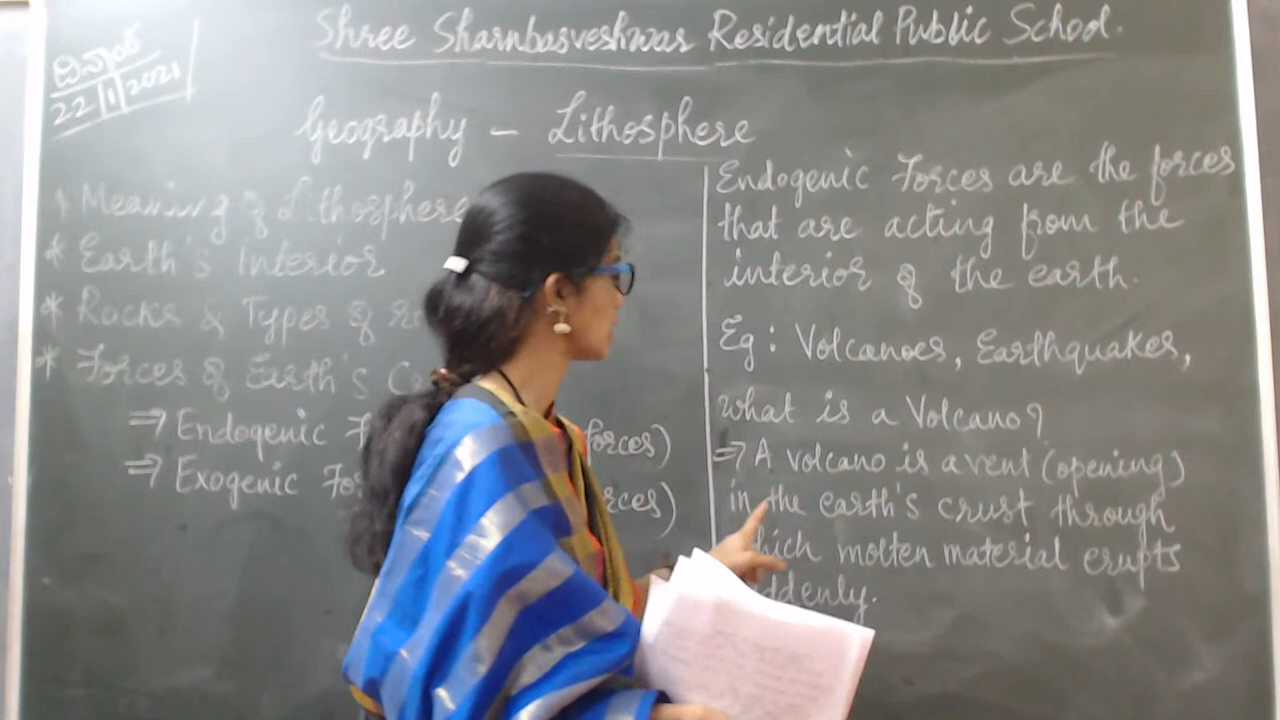 Shree Sharnbasveshwar Residential Public School.
ದಿನಾಂಕ
22/1/2021
Geography - Lithosphere
* Meaning of Lithosphere
* Earth's Interior
* Rocks & Types of
* Forces of Earth's
⇒ Endogenic forces)
⇒ Exogenic
Endogenic Forces are the forces
that are acting from the
interior of the earth.
Eg: Volcanoes, Earthquakes,
What is a Volcano?
⇒ A volcano is a vent (opening)
in the earth's crust through
which molten material erupts